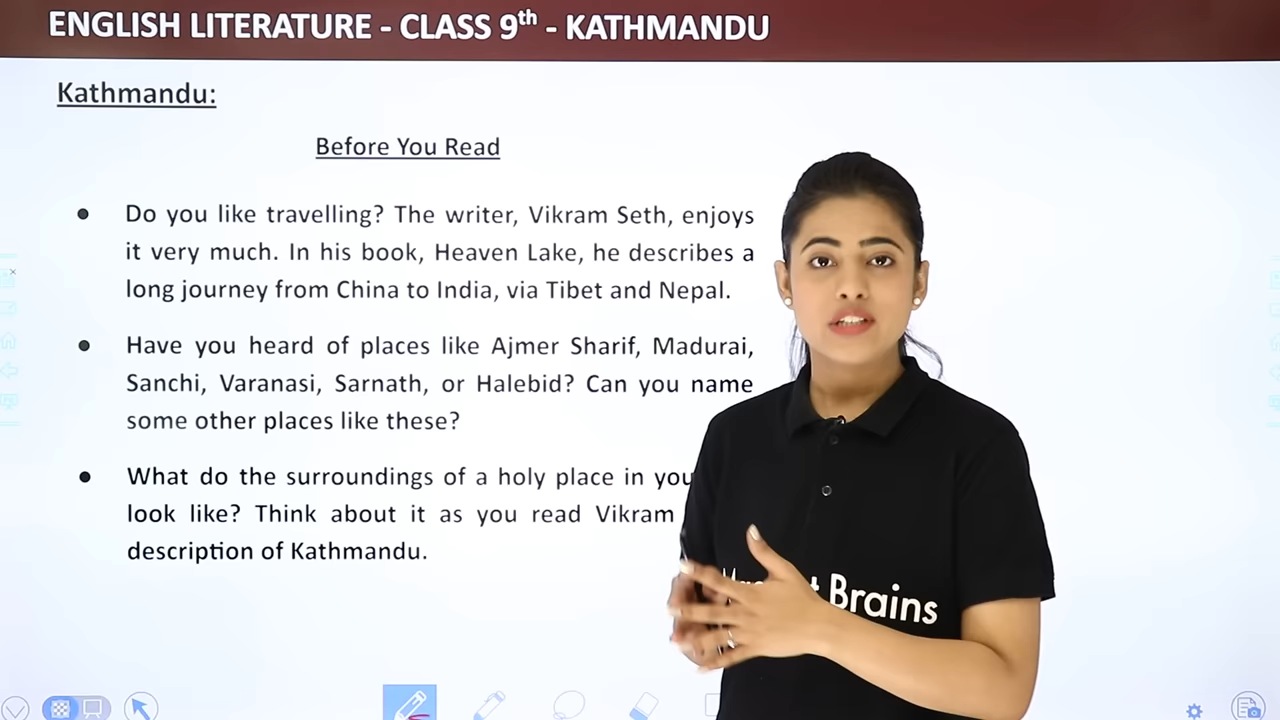 ENGLISH LITERATURE - CLASS 9th - KATHMANDU
Kathmandu:
Before You Read
• Do you like travelling? The writer, Vikram Seth, enjoys
it very much. In his book, Heaven Lake, he describes a
long journey from China to India, via Tibet and Nepal.
• Have you heard of places like Ajmer Sharif, Madurai,
Sanchi, Varanasi, Sarnath, or Halebid? Can you name
some other places like these?
• What do the surroundings of a holy place in you
look like? Think about it as you read Vikram
description of Kathmandu.
Brains